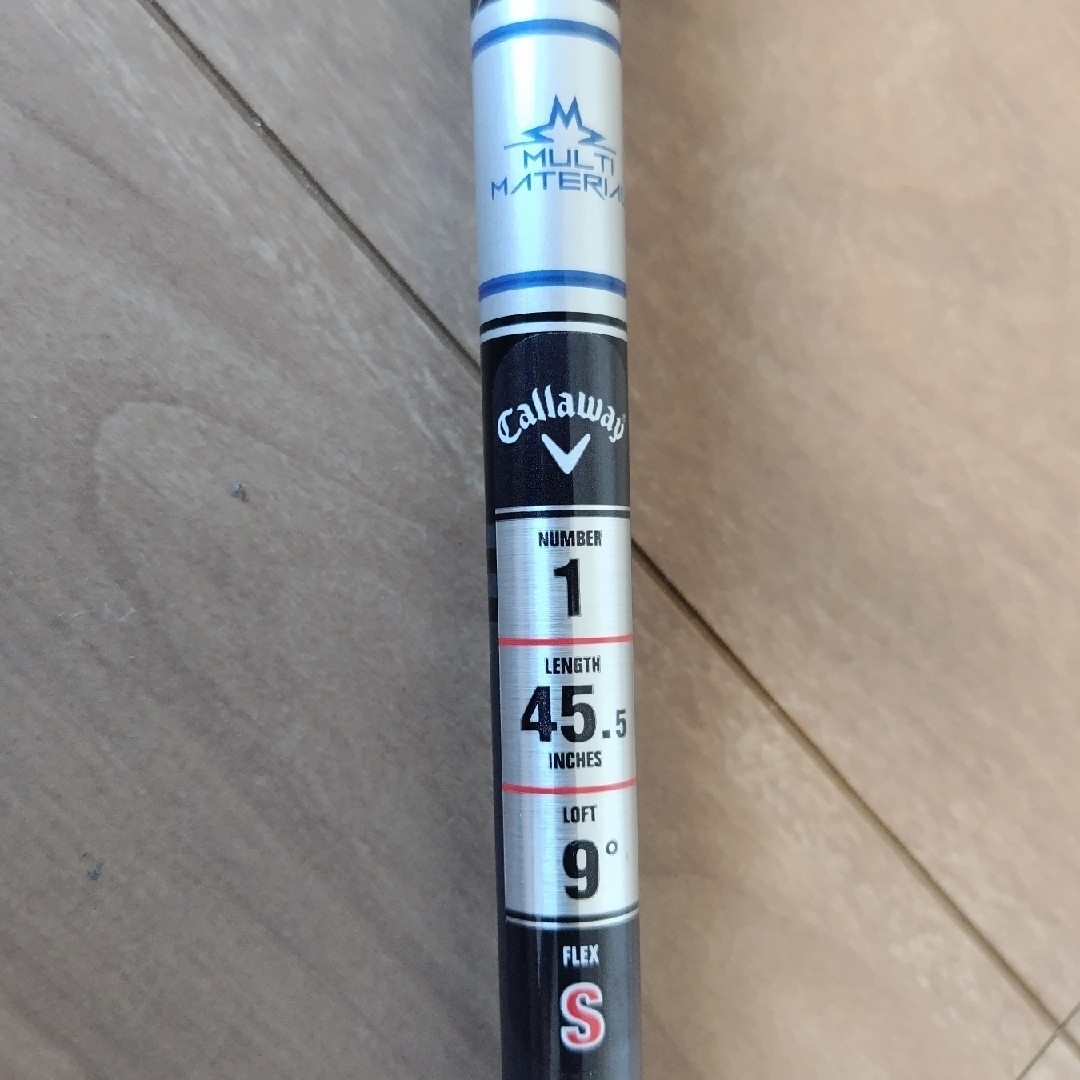 M
MULTI
MATERIAL
Callaway
NUMBER
1
LENGTH
45.5
INCHES
LOFT
9°
FLEX
S